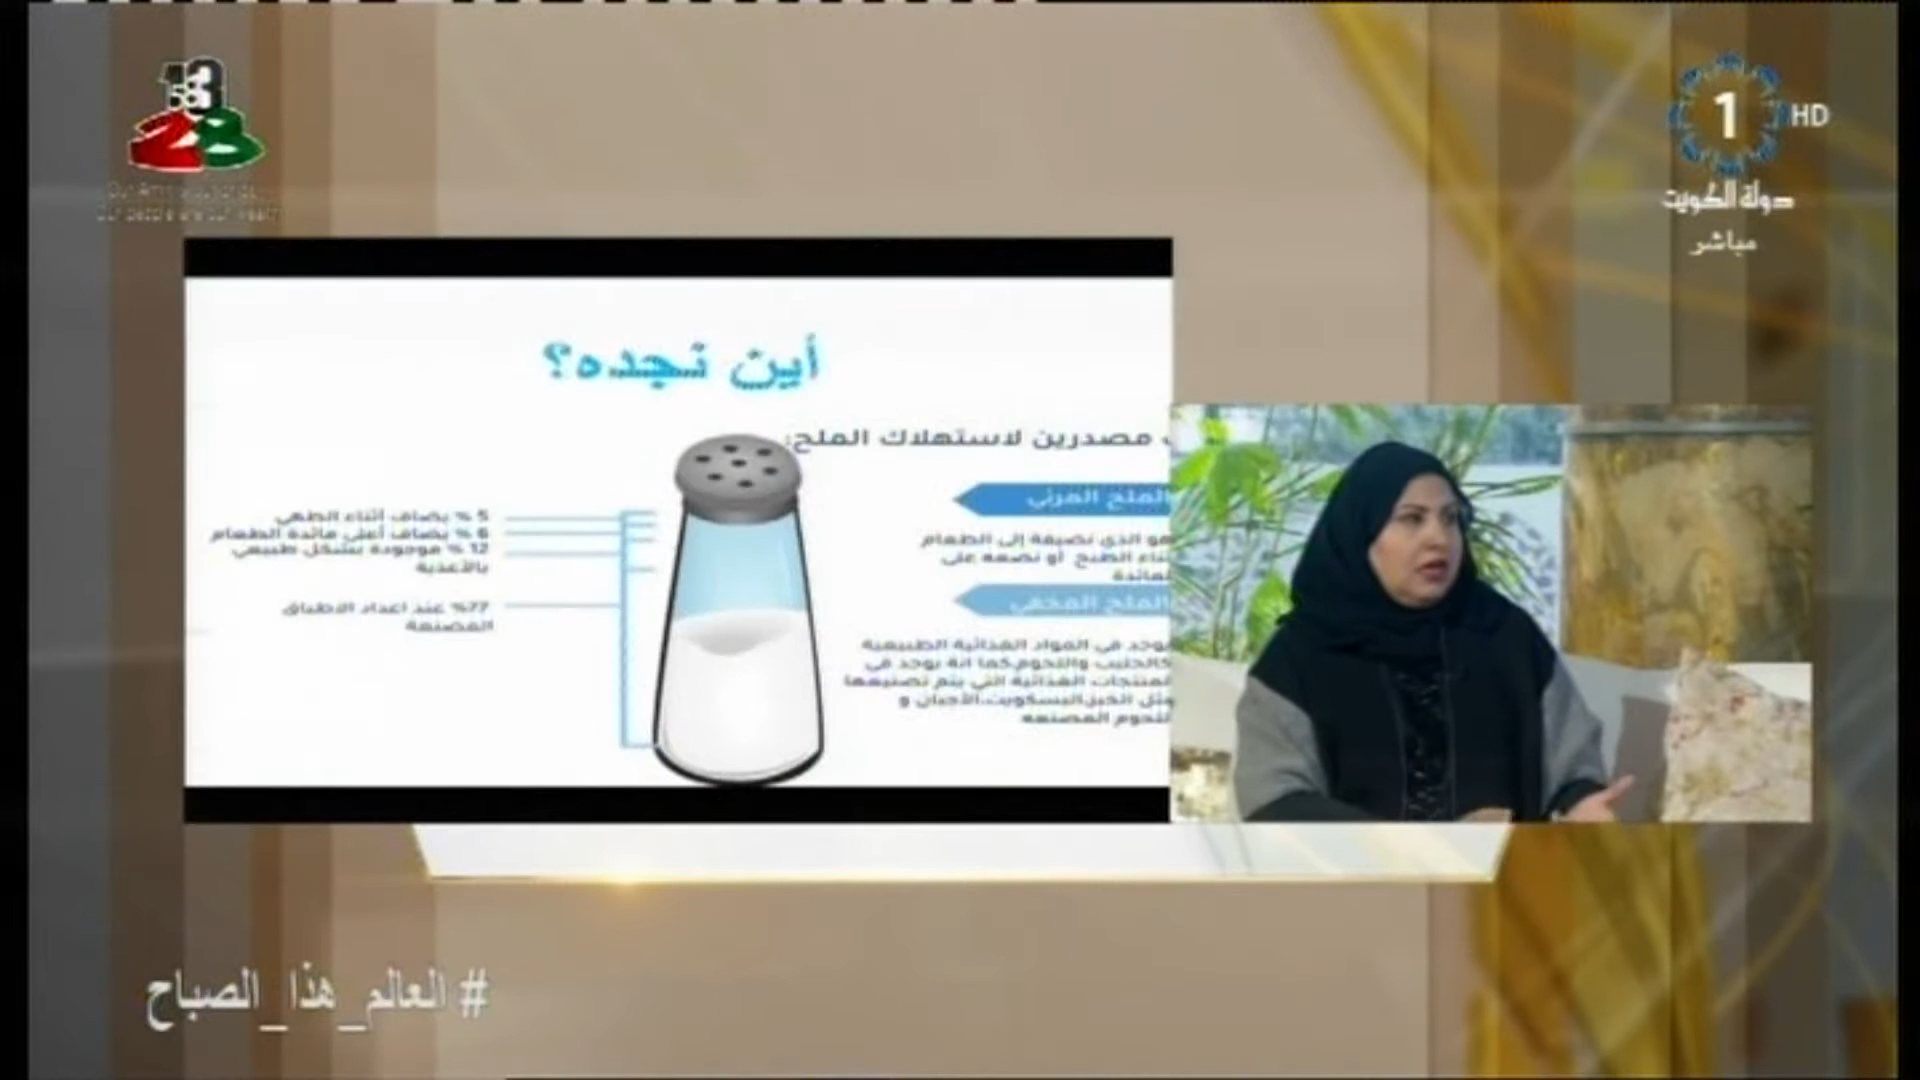 1 HD
دولة الكويت
مباشر
أين نجده؟
مصدرين لاستهلاك الملح:
الملح المرئي
هو الذي نضيفه إلى الطعام
أثناء الطبخ أو نضعه على
المائدة
الملح المخفي
يوجد في المواد الغذائية الطبيعية
كالحليب واللحوم.كما انه يوجد في
المنتجات الغذائية التي يتم تصنيعها
مثل الخبز.البسكويت.الأجبان و
اللحوم المصنعه
5 % يضاف أثناء الطهي
6 % يضاف أعلى مائدة الطعام
12 % موجودة بشكل طبيعي
بالأغذية
77% عند اعداد الاطباق
المصنعة
#العالم_هذا_الصباح